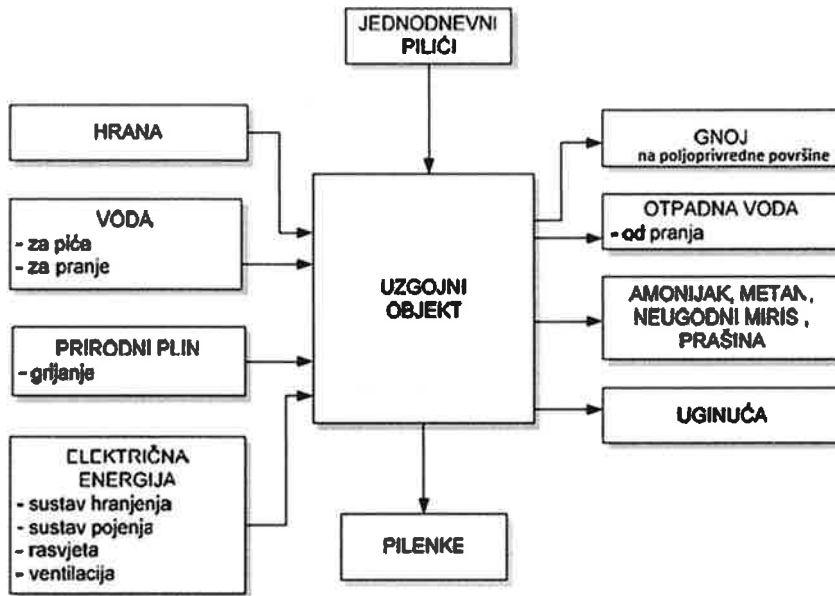 JEDNODNEVNI
PILIĆI
HRANA
VODA
- za piće
- za pranje
PRIRODNI PLIN
- grijanje
ELEKTRIČNA
ENERGIJA
- sustav hranjenja
- sustav pojenja
- rasvjeta
- ventilacija
UZGOJNI
OBJEKT
GNOJ
na poljoprivredne površine
OTPADNA VODA
- od pranja
AMONIJAK, METAN,
NEUGODNI MIRIS ,
PRAŠINA
UGINUĆA
PILENKE